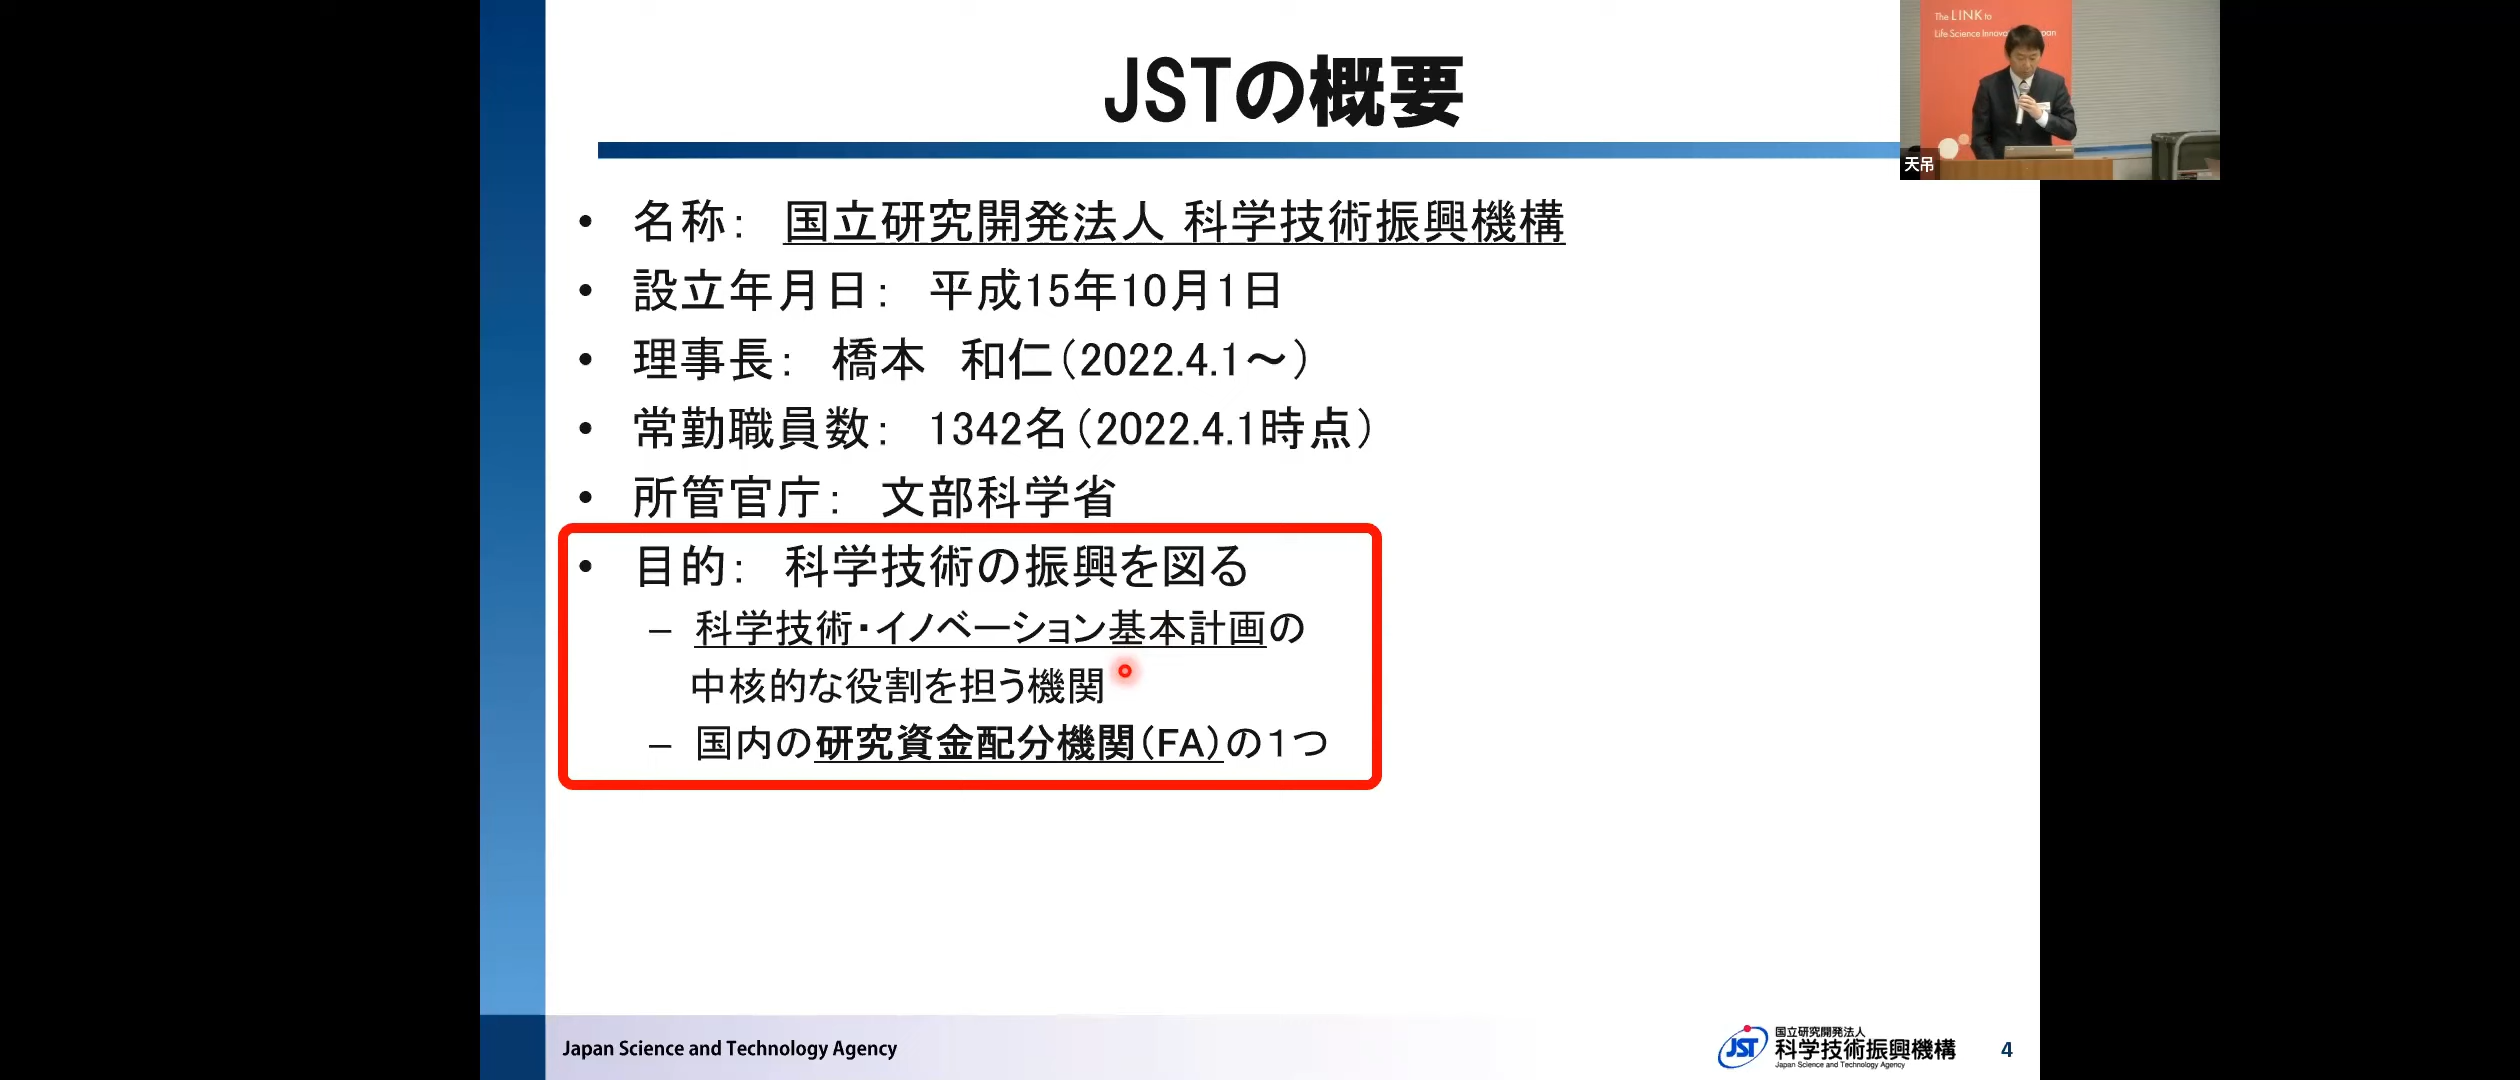 JSTの概要
The LINK to
Life Science Innova pan
天吊
• 名称： 国立研究開発法人 科学技術振興機構
• 設立年月日： 平成15年10月1日
• 理事長： 橋本 和仁（2022.4.1～）
• 常勤職員数： 1342名（2022.4.1時点）
• 所管官庁： 文部科学省
• 目的： 科学技術の振興を図る
– 科学技術・イノベーション基本計画の
中核的な役割を担う機関
– 国内の研究資金配分機関（FA）の１つ
Japan Science and Technology Agency
JST
国立研究開発法人
科学技術振興機構
Japan Science and Technology Agency
4